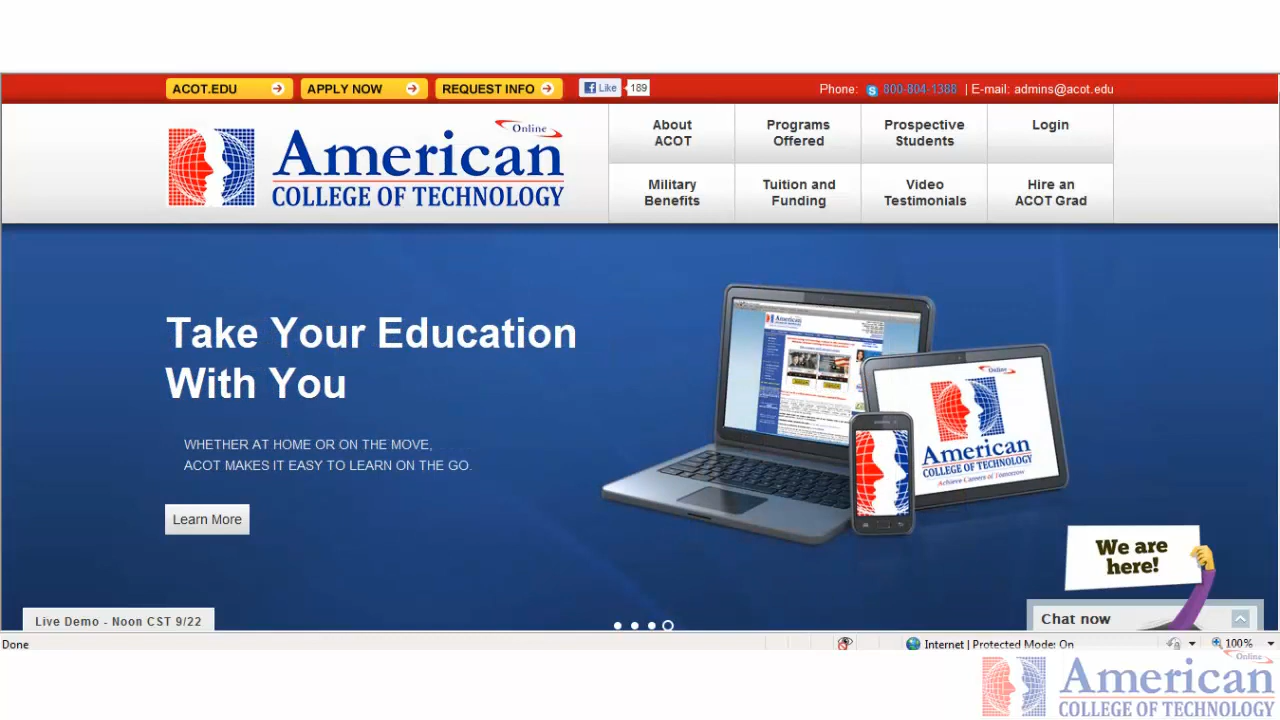 ACOT.EDU
APPLY NOW
REQUEST INFO
Like
189
Phone: 800-804-1388 | E-mail: admins@acot.edu
Online
American
COLLEGE OF TECHNOLOGY
About
ACOT
Programs
Offered
Prospective
Students
Login
Military
Benefits
Tuition and
Funding
Video
Testimonials
Hire an
ACOT Grad
Take Your Education
With You
WHETHER AT HOME OR ON THE MOVE,
ACOT MAKES IT EASY TO LEARN ON THE GO.
Learn More
American
Online
American
COLLEGE OF TECHNOLOGY
Achieve Careers of Tomorrow
We are
here!
Chat now
Live Demo - Noon CST 9/22
Done
Internet | Protected Mode: On
100%
Online
American
COLLEGE OF TECHNOLOGY